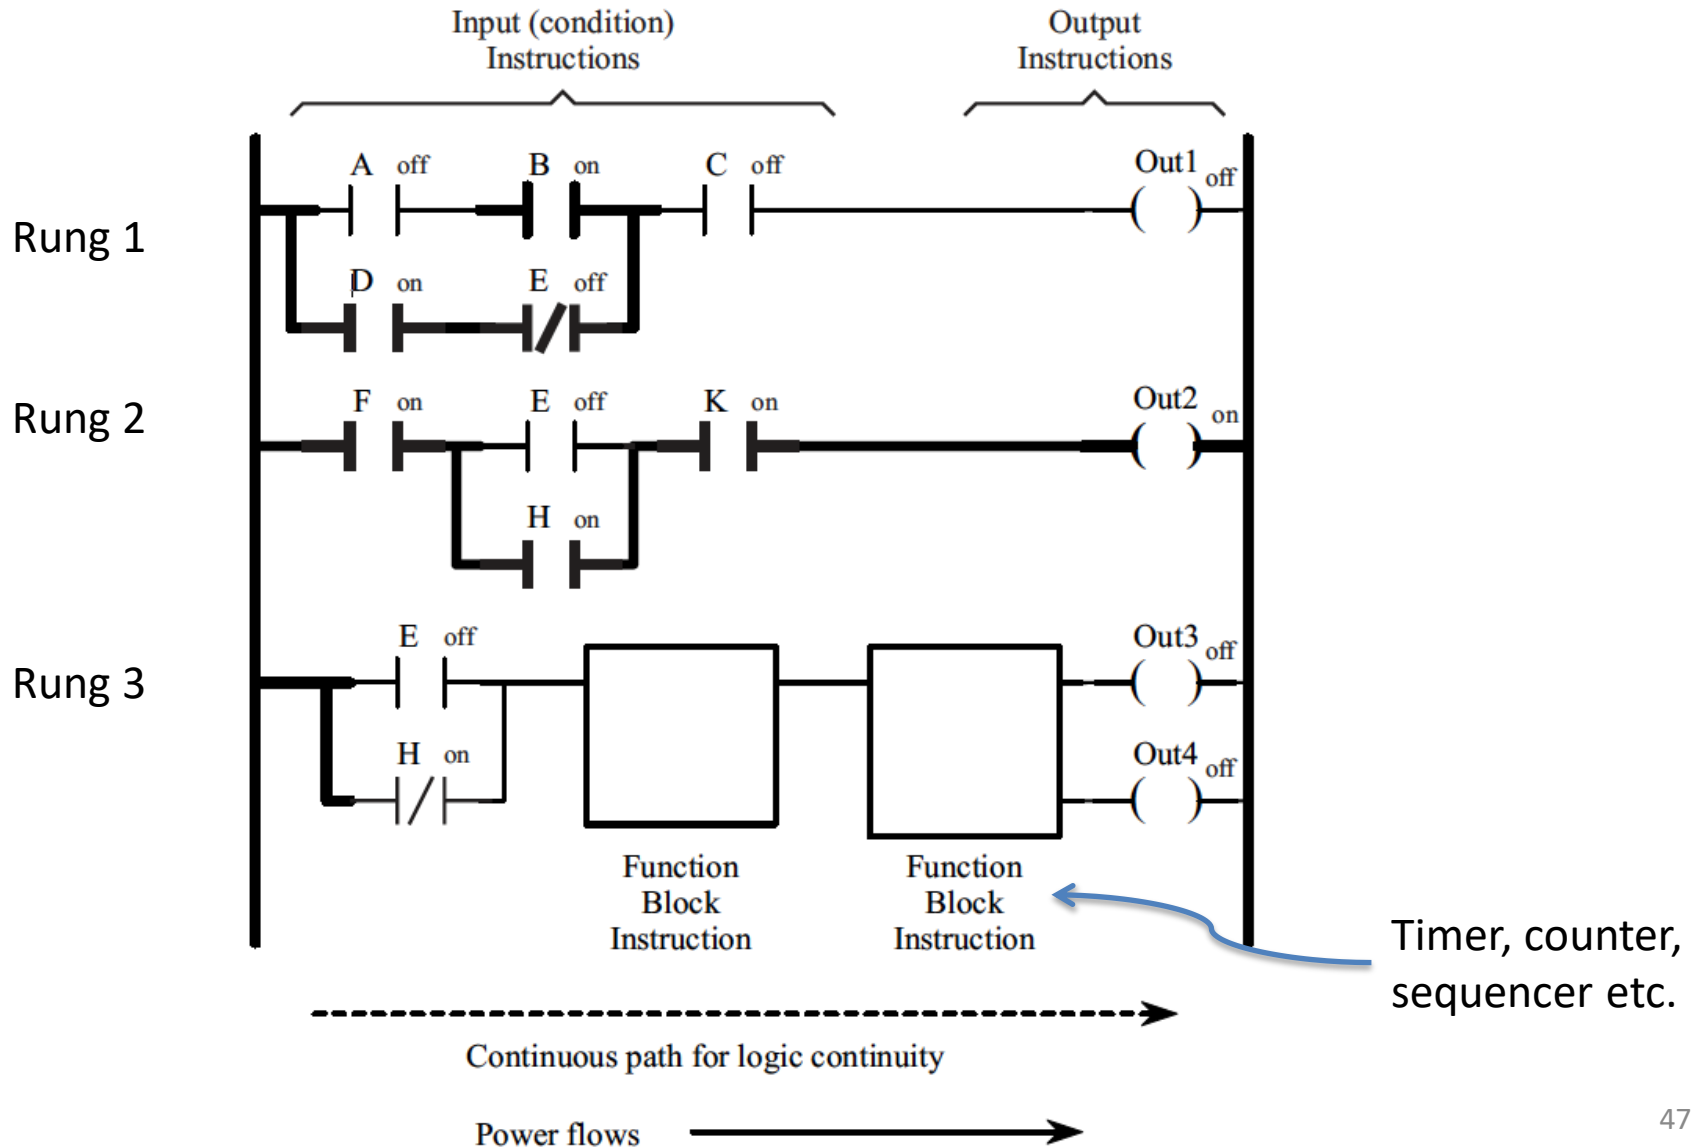 Input (condition)
Instructions
Output
Instructions
Rung 1
A off B on C off Out1 off
D on E off
Rung 2
F on E off K on Out2 on
H on
Rung 3
E off Out3 off
H on Out4 off
Function
Block
Instruction
Function
Block
Instruction
Timer, counter,
sequencer etc.
Continuous path for logic continuity
Power flows
47